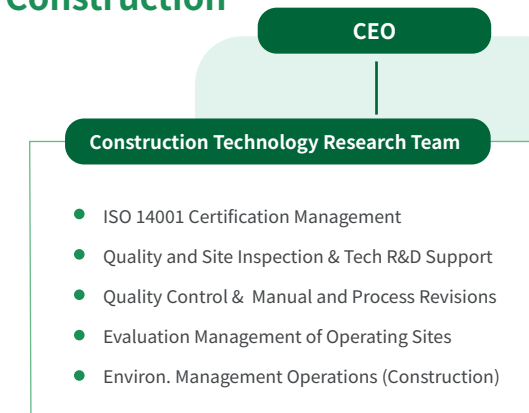 Construction
CEO
Construction Technology Research Team
ISO 14001 Certification Management
Quality and Site Inspection & Tech R&D Support
Quality Control & Manual and Process Revisions
Evaluation Management of Operating Sites
Environ. Management Operations (Construction)